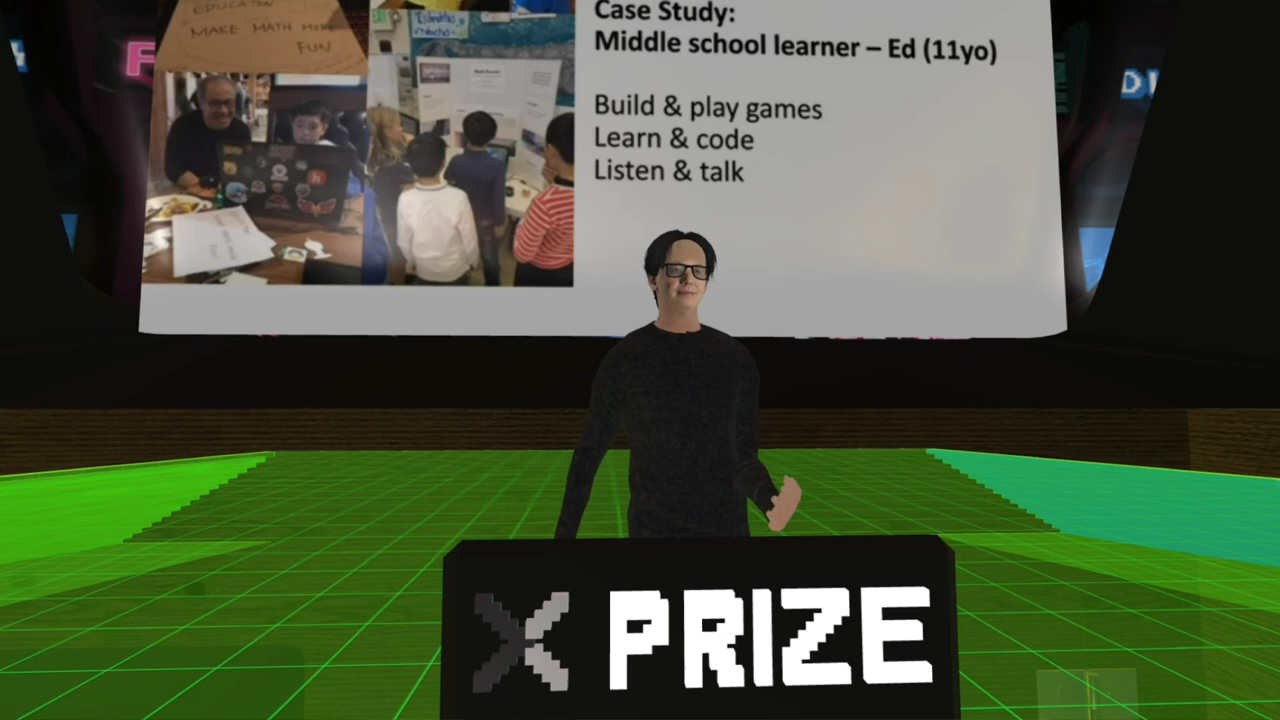 EDUCATION
MAKE MATH MORE
FUN
Case Study:
Middle school learner – Ed (11yo)
Build & play games
Learn & code
Listen & talk
X PRIZE